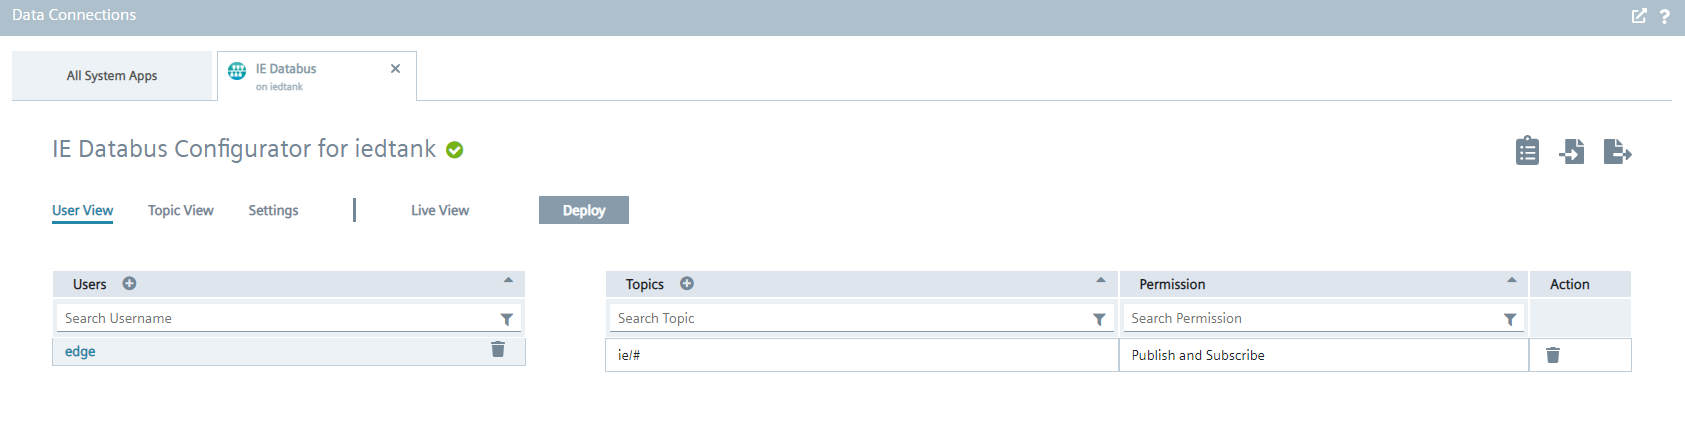 Data Connections
?
All System Apps
IE Databus
on iedtank
IE Databus Configurator for iedtank
User View Topic View Settings Live View Deploy
Users Topics Permission Action
Search Username Search Topic Search Permission
edge ie/# Publish and Subscribe